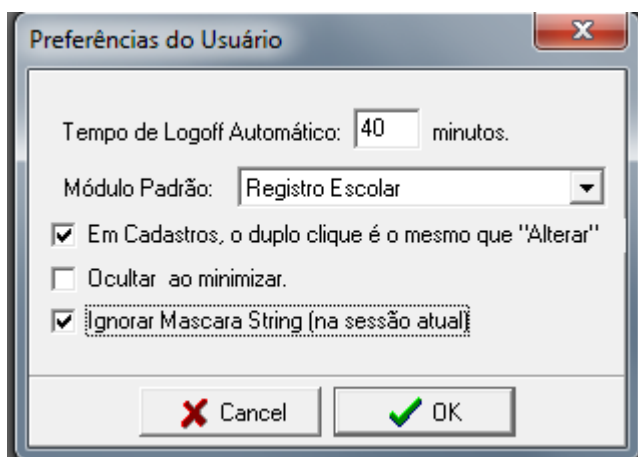 Preferências do Usuário
Tempo de Logoff Automático: 40 minutos.
Módulo Padrão: Registro Escolar
Em Cadastros, o duplo clique é o mesmo que "Alterar"
Ocultar ao minimizar.
Ignorar Mascara String (na sessão atual)
Cancel OK